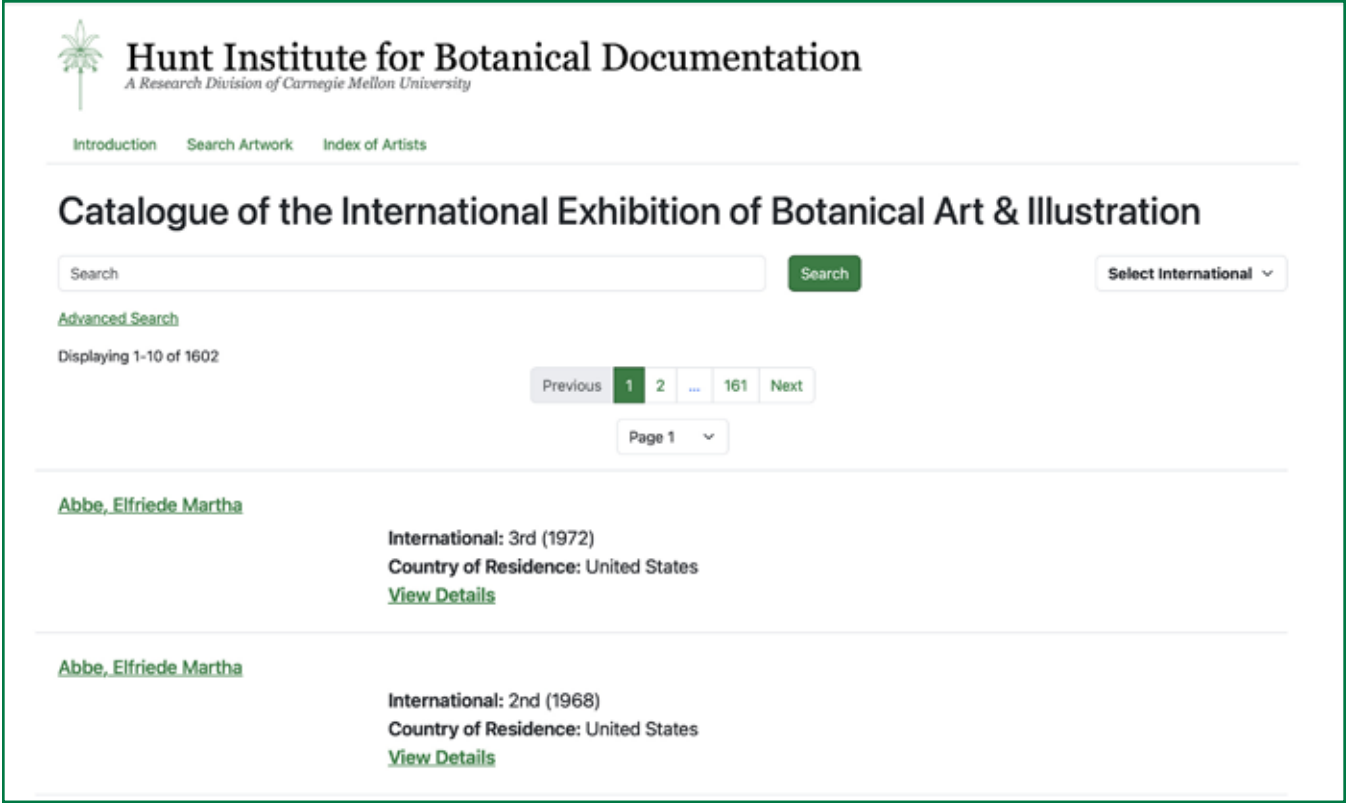 Hunt Institute for Botanical Documentation
A Research Division of Carnegie Mellon University
Introduction Search Artwork Index of Artists
Catalogue of the International Exhibition of Botanical Art & Illustration
Search Search Select International
Advanced Search
Displaying 1-10 of 1602
Previous 1 2 ... 161 Next
Page 1
Abbe, Elfriede Martha
International: 3rd (1972)
Country of Residence: United States
View Details
Abbe, Elfriede Martha
International: 2nd (1968)
Country of Residence: United States
View Details